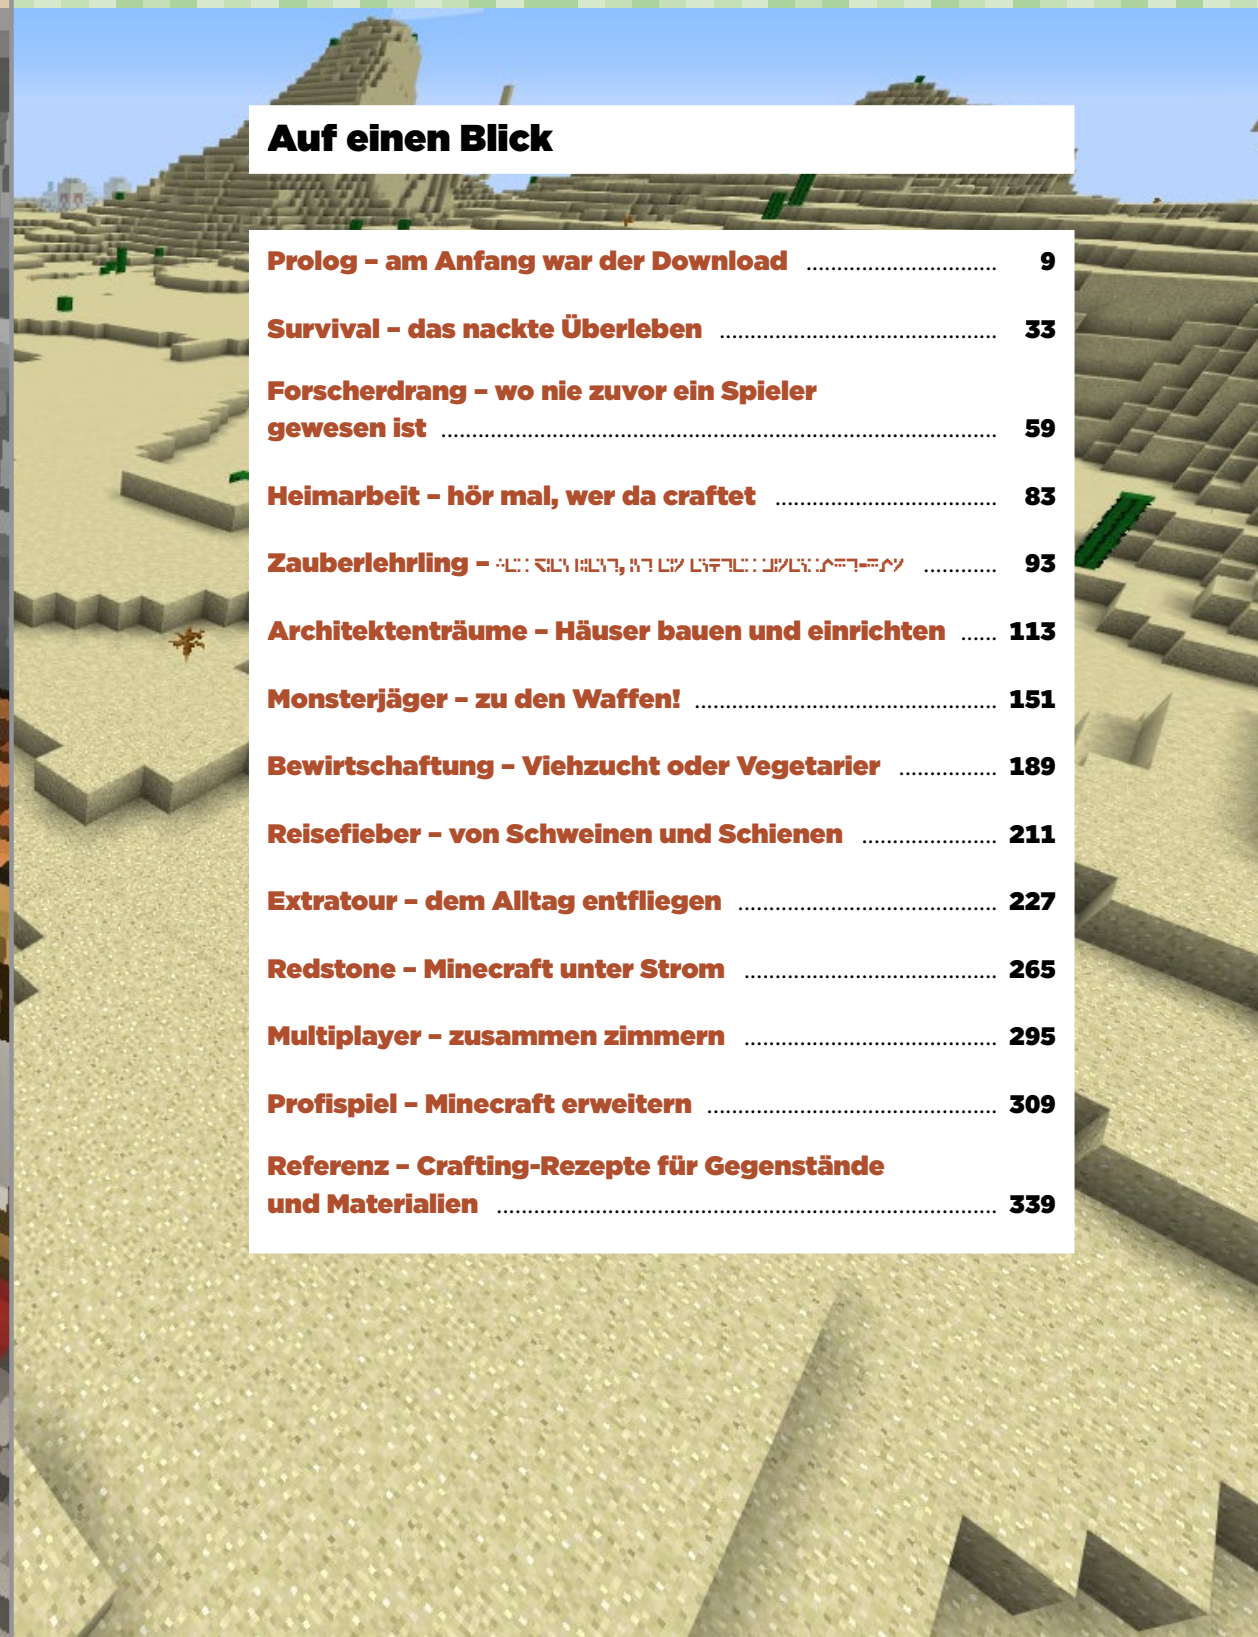 Auf einen Blick
Prolog – am Anfang war der Download ............................... 9
Survival – das nackte Überleben ............................................. 33
Forscherdrang – wo nie zuvor ein Spieler
gewesen ist .......................................................................................... 59
Heimarbeit – hör mal, wer da craftet .................................... 83
Zauberlehrling – ............ 93
Architektenträume – Häuser bauen und einrichten ...... 113
Monsterjäger – zu den Waffen! ................................................. 151
Bewirtschaftung – Viehzucht oder Vegetarier ................ 189
Reisefieber – von Schweinen und Schienen ...................... 211
Extratour – dem Alltag entfliegen .......................................... 227
Redstone – Minecraft unter Strom ......................................... 265
Multiplayer – zusammen zimmern ......................................... 295
Profispiel – Minecraft erweitern ............................................... 309
Referenz – Crafting-Rezepte für Gegenstände
und Materialien ................................................................................. 339